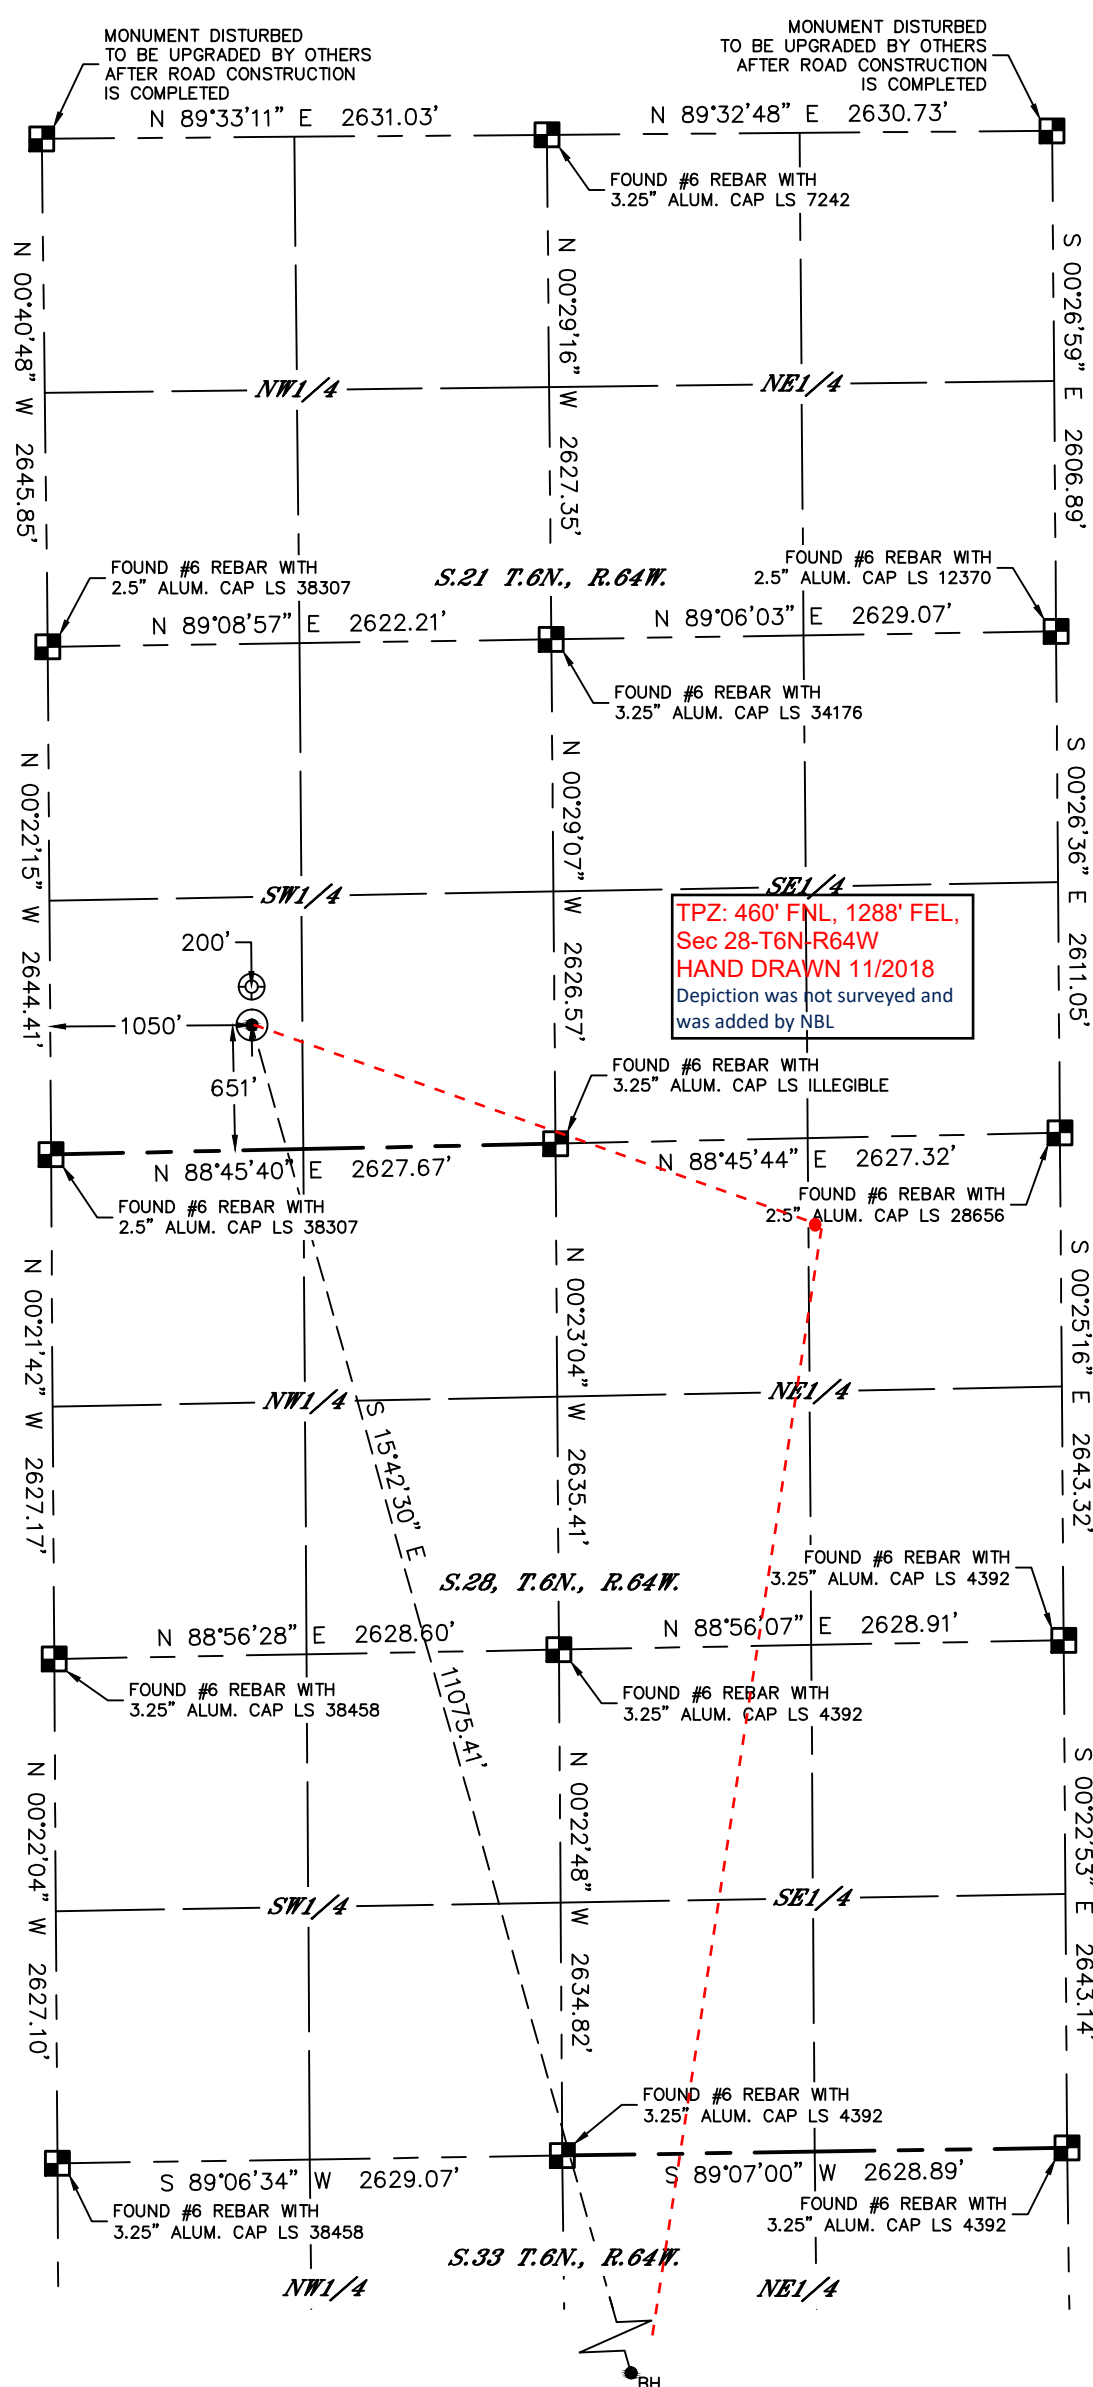 MONUMENT DISTURBED
TO BE UPGRADED BY OTHERS
AFTER ROAD CONSTRUCTION
IS COMPLETED
MONUMENT DISTURBED
TO BE UPGRADED BY OTHERS
AFTER ROAD CONSTRUCTION
IS COMPLETED
N 89°33'11" E 2631.03'
N 89°32'48" E 2630.73'
FOUND #6 REBAR WITH
3.25" ALUM. CAP LS 7242
N 00°40'48" W 2645.85'
N 00°29'16" W 2627.35'
S 00°26'59" E 2606.89'
NW1/4
NE1/4
FOUND #6 REBAR WITH
2.5" ALUM. CAP LS 38307
S.21 T.6N., R.64W.
FOUND #6 REBAR WITH
2.5" ALUM. CAP LS 12370
N 89°08'57" E 2622.21'
N 89°06'03" E 2629.07'
FOUND #6 REBAR WITH
3.25" ALUM. CAP LS 34176
N 00°22'15" W 2644.41'
N 00°29'07" W 2626.57'
S 00°26'36" E 2611.05'
SW1/4
SE1/4
TPZ: 460' FNL, 1288' FEL,
Sec 28-T6N-R64W
HAND DRAWN 11/2018
Depiction was not surveyed and
was added by NBL
200'
1050'
651'
FOUND #6 REBAR WITH
3.25" ALUM. CAP LS ILLEGIBLE
N 88°45'40" E 2627.67'
N 88°45'44" E 2627.32'
FOUND #6 REBAR WITH
2.5" ALUM. CAP LS 38307
FOUND #6 REBAR WITH
2.5" ALUM. CAP LS 28656
N 00°21'42" W 2627.17'
N 00°23'04" W 2635.41'
S 00°25'16" E 2643.32'
NW1/4
NE1/4
S 15°42'30" E 11075.41'
S.28, T.6N., R.64W.
FOUND #6 REBAR WITH
3.25" ALUM. CAP LS 4392
N 88°56'28" E 2628.60'
N 88°56'07" E 2628.91'
FOUND #6 REBAR WITH
3.25" ALUM. CAP LS 38458
FOUND #6 REBAR WITH
3.25" ALUM. CAP LS 4392
N 00°22'04" W 2627.10'
N 00°22'48" W 2634.82'
S 00°22'53" E 2643.14'
SW1/4
SE1/4
FOUND #6 REBAR WITH
3.25" ALUM. CAP LS 4392
S 89°06'34" W 2629.07'
S 89°07'00" W 2628.89'
FOUND #6 REBAR WITH
3.25" ALUM. CAP LS 38458
FOUND #6 REBAR WITH
3.25" ALUM. CAP LS 4392
S.33 T.6N., R.64W.
NW1/4
NE1/4
BH